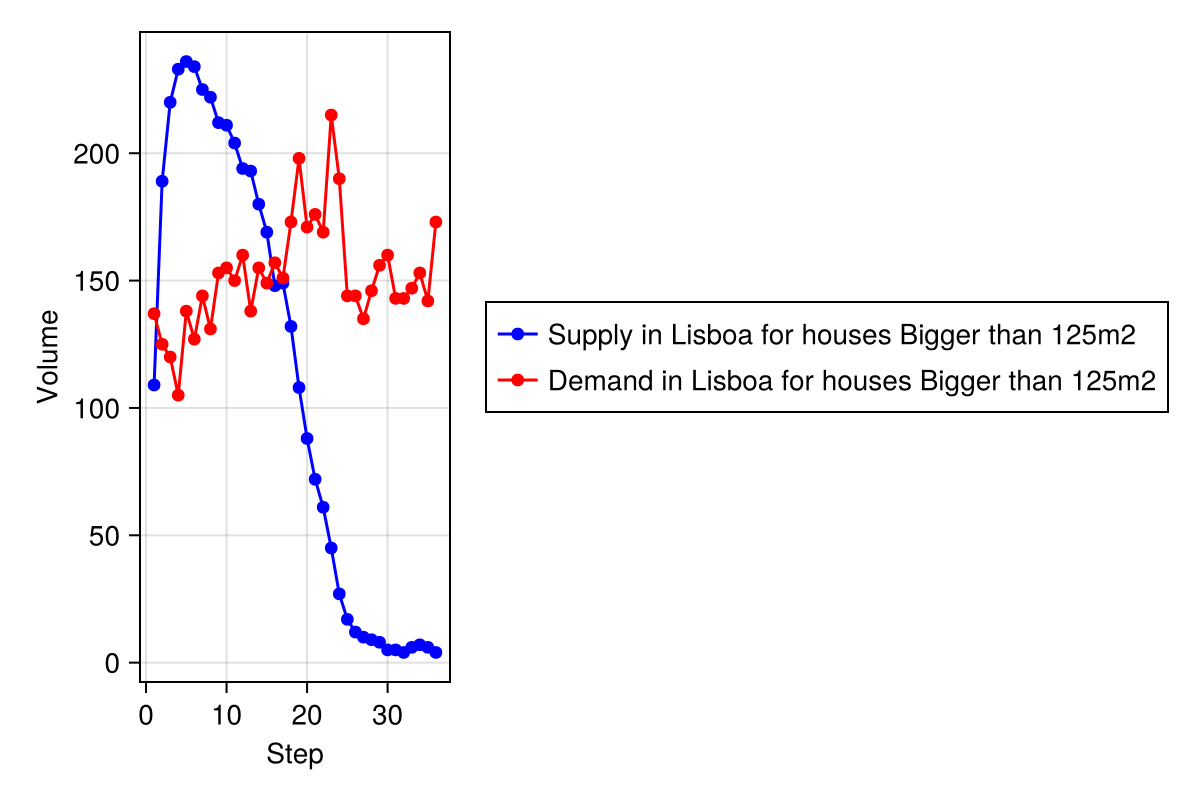 Volume
200
150
100
50
0
0 10 20 30
Step
Supply in Lisboa for houses Bigger than 125m2
Demand in Lisboa for houses Bigger than 125m2